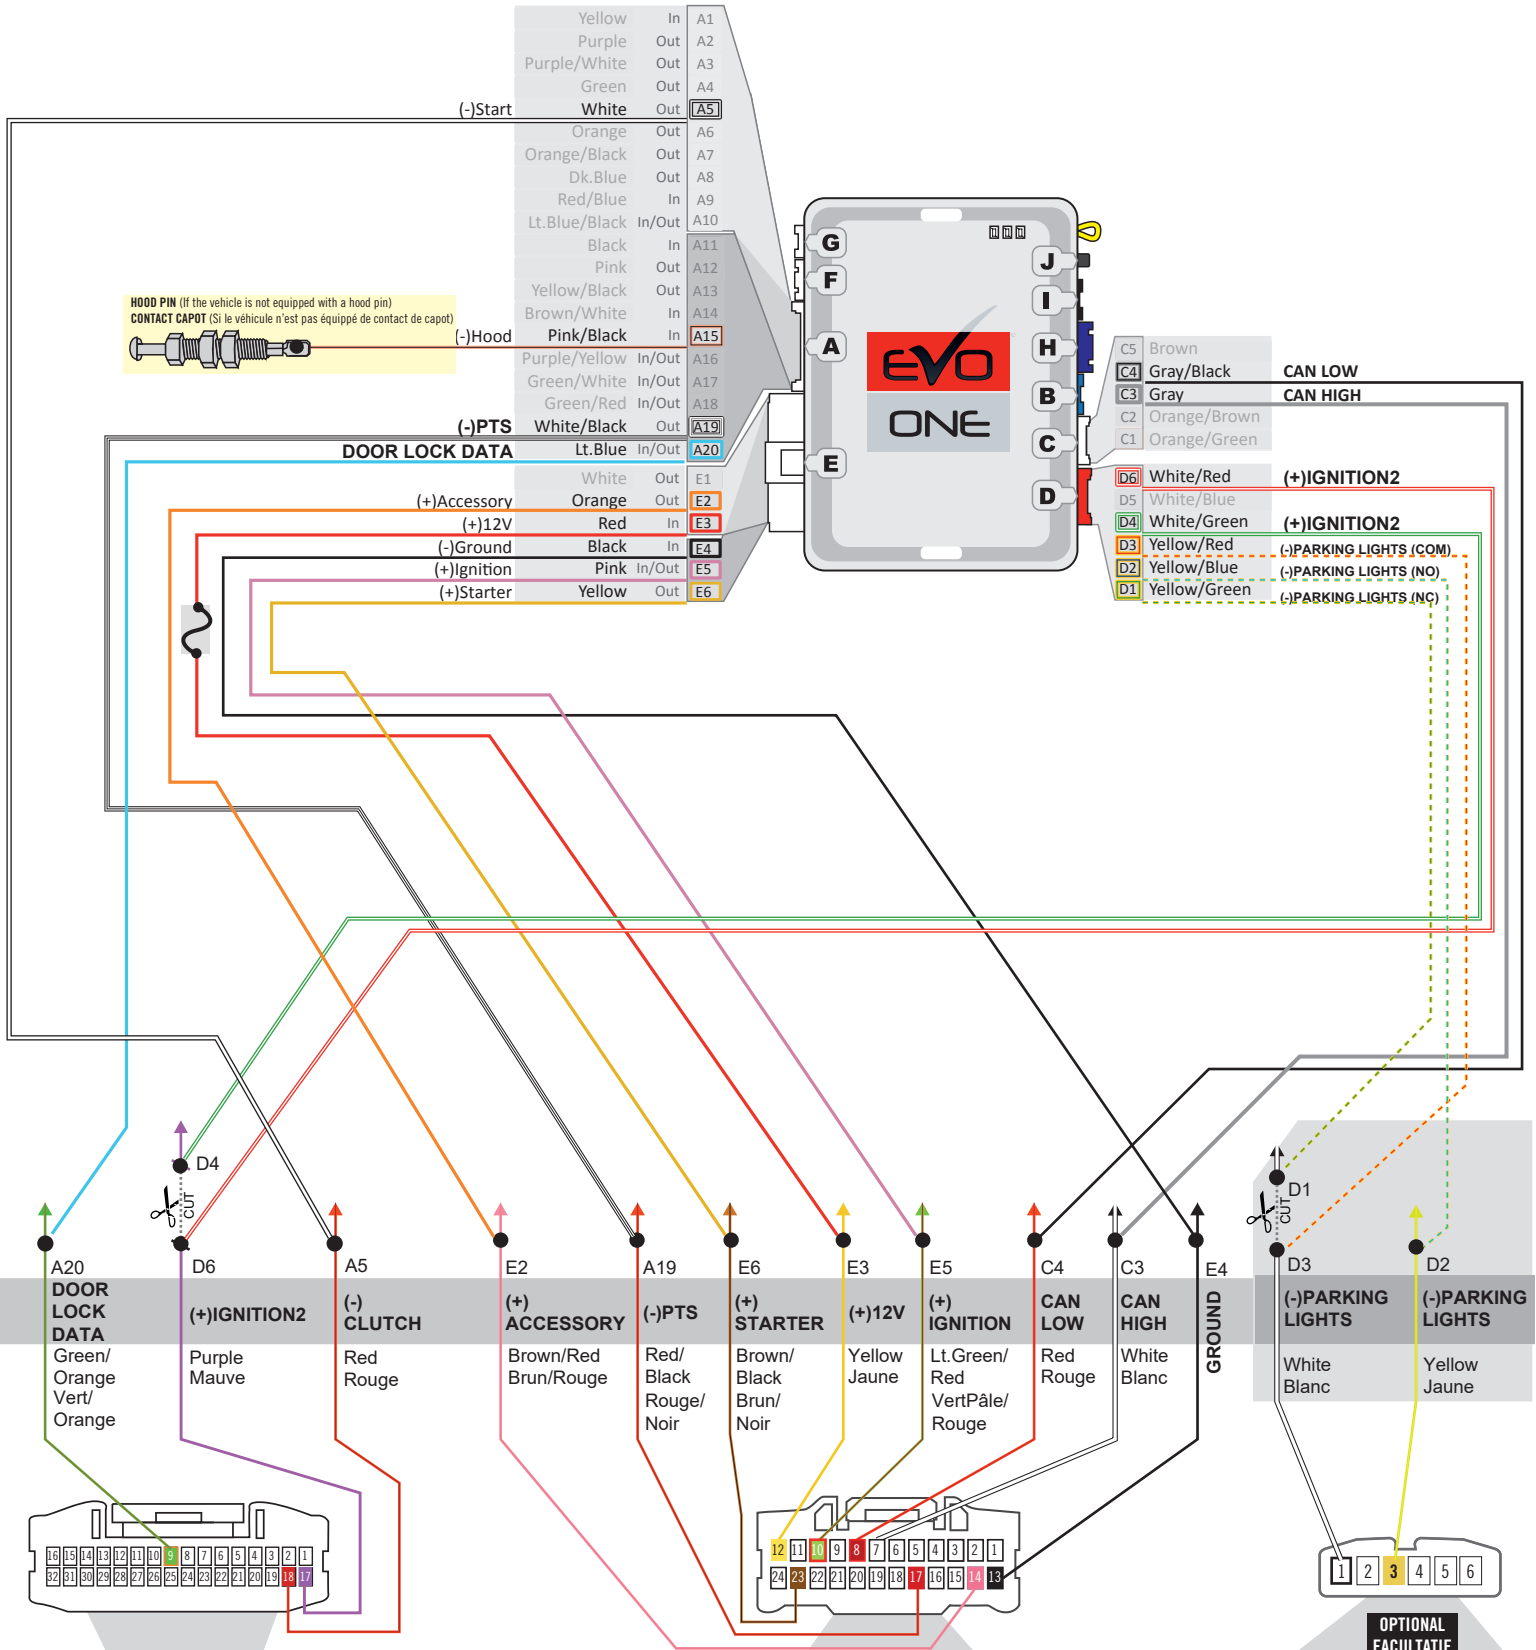 Yellow In A1
Purple Out A2
Purple/White Out A3
Green Out A4
(-)Start White Out A5
Orange Out A6
Orange/Black Out A7
Dk.Blue Out A8
Red/Blue In A9
Lt.Blue/Black In/Out A10
Black In A11
Pink Out A12
Yellow/Black Out A13
Brown/White In A14
(-)Hood Pink/Black In A15
Purple/Yellow In/Out A16
Green/White In/Out A17
Green/Red In/Out A18
(-)PTS White/Black Out A19
DOOR LOCK DATA Lt.Blue In/Out A20
White Out E1
(+)Accessory Orange Out E2
(+)12V Red In E3
(-)Ground Black In E4
(+)Ignition Pink In/Out E5
(+)Starter Yellow Out E6
HOOD PIN (If the vehicle is not equipped with a hood pin)
CONTACT CAPOT (Si le véhicule n'est pas équippé de contact de capot)
G
F
A
E
J
I
H
B
C
D
EVO
ONE
C5 Brown
C4 Gray/Black CAN LOW
C3 Gray CAN HIGH
C2 Orange/Brown
C1 Orange/Green
D6 White/Red (+)IGNITION2
D5 White/Blue
D4 White/Green (+)IGNITION2
D3 Yellow/Red (-)PARKING LIGHTS (COM)
D2 Yellow/Blue (-)PARKING LIGHTS (NO)
D1 Yellow/Green (-)PARKING LIGHTS (NC)
D4
CUT
D1
CUT
A20
DOOR
LOCK
DATA
Green/
Orange
Vert/
Orange
D6
(+)IGNITION2
Purple
Mauve
A5
(-)
CLUTCH
Red
Rouge
E2
(+)
ACCESSORY
Brown/Red
Brun/Rouge
A19
(-)PTS
Red/
Black
Rouge/
Noir
E6
(+)
STARTER
Brown/
Black
Brun/
Noir
E3
(+)12V
Yellow
Jaune
E5
(+)
IGNITION
Lt.Green/
Red
VertPâle/
Rouge
C4
CAN
LOW
Red
Rouge
C3
CAN
HIGH
White
Blanc
E4
GROUND
D3
(-)PARKING
LIGHTS
White
Blanc
D2
(-)PARKING
LIGHTS
Yellow
Jaune
16 15 14 13 12 11 10 9 8 7 6 5 4 3 2 1
32 31 30 29 28 27 26 25 24 23 22 21 20 19 18 17
12 11 10 9 8 7 6 5 4 3 2 1
24 23 22 21 20 19 18 17 16 15 14 13
1 2 3 4 5 6
OPTIONAL
FACULTATIF